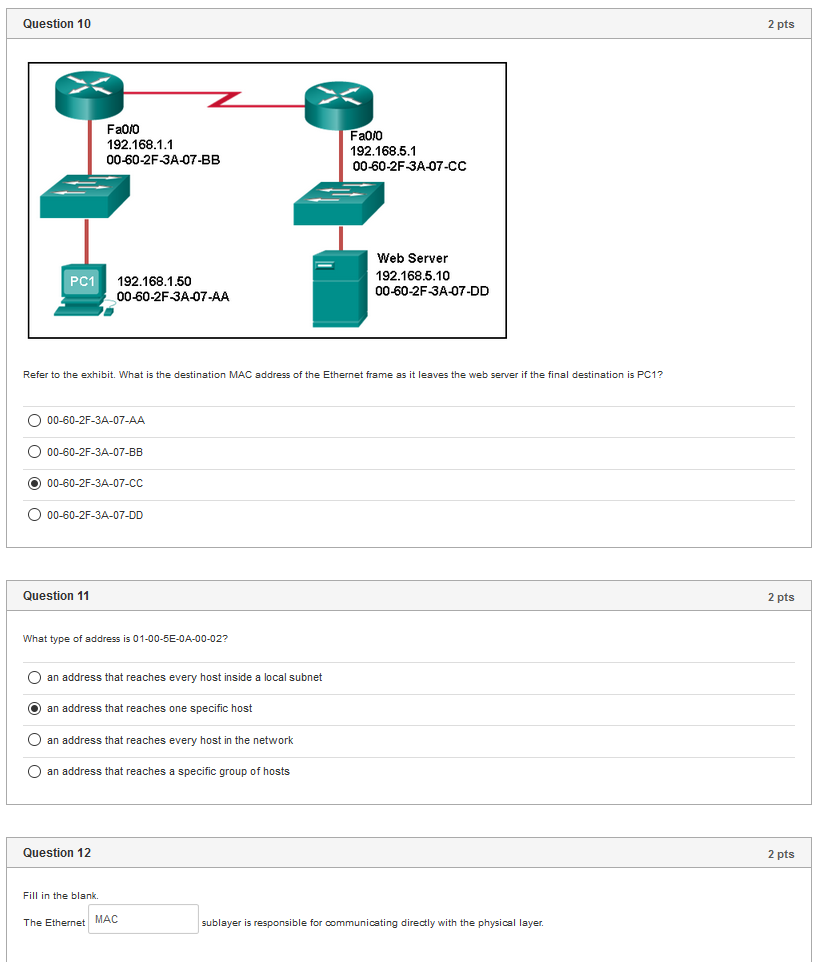 Question 10
2 pts
Fa0/0
192.168.1.1
00-60-2F-3A-07-BB
Fa0/0
192.168.5.1
00-60-2F-3A-07-CC
PC1
192.168.1.50
00-60-2F-3A-07-AA
Web Server
192.168.5.10
00-60-2F-3A-07-DD
Refer to the exhibit. What is the destination MAC address of the Ethernet frame as it leaves the web server if the final destination is PC1?
00-60-2F-3A-07-AA
00-60-2F-3A-07-BB
00-60-2F-3A-07-CC
00-60-2F-3A-07-DD
Question 11
2 pts
What type of address is 01-00-5E-0A-00-02?
an address that reaches every host inside a local subnet
an address that reaches one specific host
an address that reaches every host in the network
an address that reaches a specific group of hosts
Question 12
2 pts
Fill in the blank.
The Ethernet MAC sublayer is responsible for communicating directly with the physical layer.